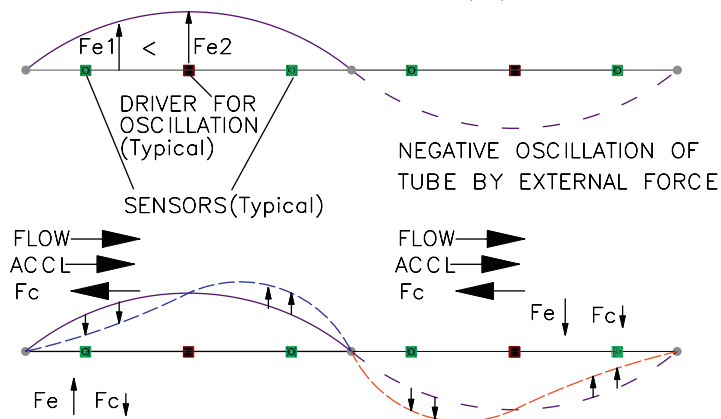 Fe1 < Fe2
DRIVER FOR
OSCILLATION
(Typical)
SENSORS(Typical)
NEGATIVE OSCILLATION OF
TUBE BY EXTERNAL FORCE
FLOW
ACCL
Fc
FLOW
ACCL
Fc
Fe Fc
Fe Fc